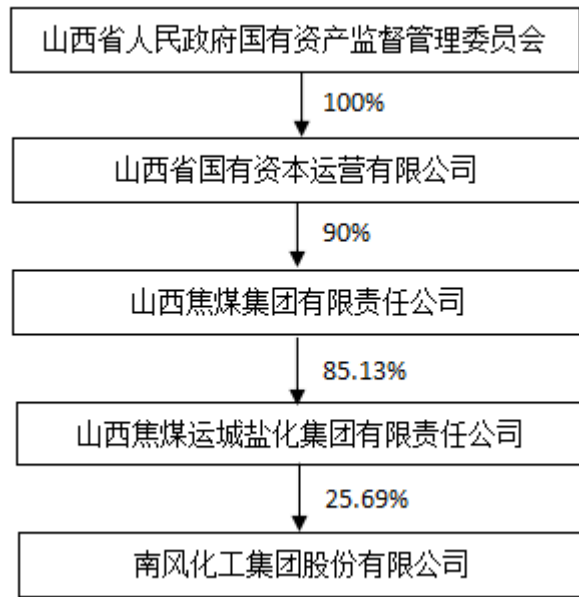 山西省人民政府国有资产监督管理委员会
100%
山西省国有资本运营有限公司
90%
山西焦煤集团有限责任公司
85.13%
山西焦煤运城盐化集团有限责任公司
25.69%
南风化工集团股份有限公司